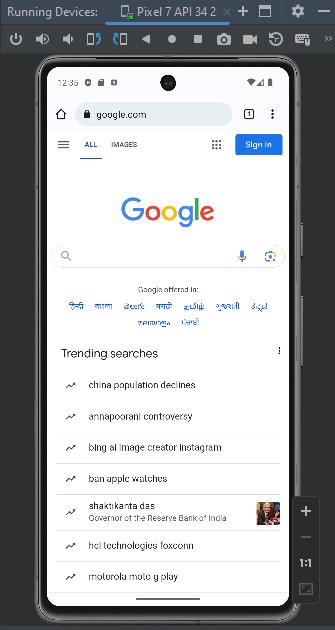 Running Devices:
Pixel 7 API 34 2
12:35
google.com
1
ALL IMAGES
Sign in
Google
Google offered in:
हिन्दी বাংলা తెలుగు मराठी தமிழ் ગુજરાતી ಕನ್ನಡ
മലയാളം ਪੰਜਾਬੀ
Trending searches
china population declines
annapoorani controversy
bing ai image creator instagram
ban apple watches
shaktikanta das
Governor of the Reserve Bank of India
hcl technologies foxconn
motorola moto g play
1:1